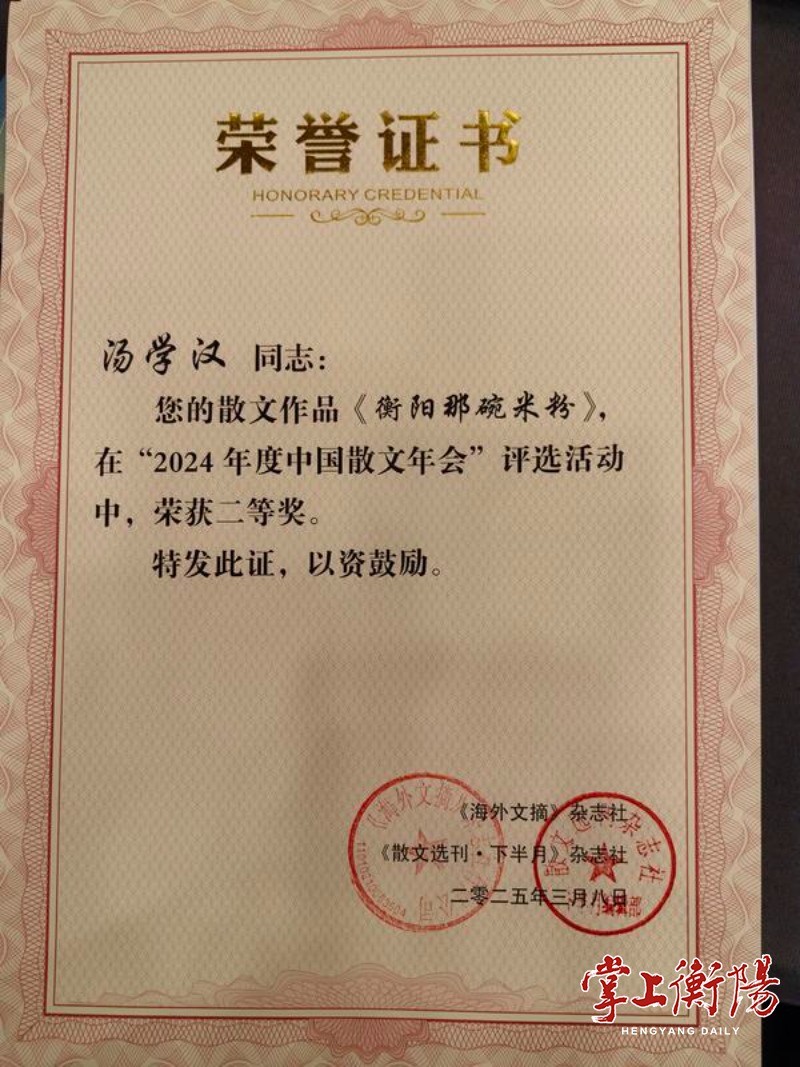 荣誉证书
HONORARY CREDENTIAL
汤学汉 同志：
您的散文作品《衡阳那碗米粉》，
在“2024 年度中国散文年会”评选活动
中，荣获二等奖。
特发此证，以资鼓励。
《海外文摘》杂志社
《散文选刊·下半月》杂志社
二零二五年三月八日
掌上衡陽
HENGYANG DAILY